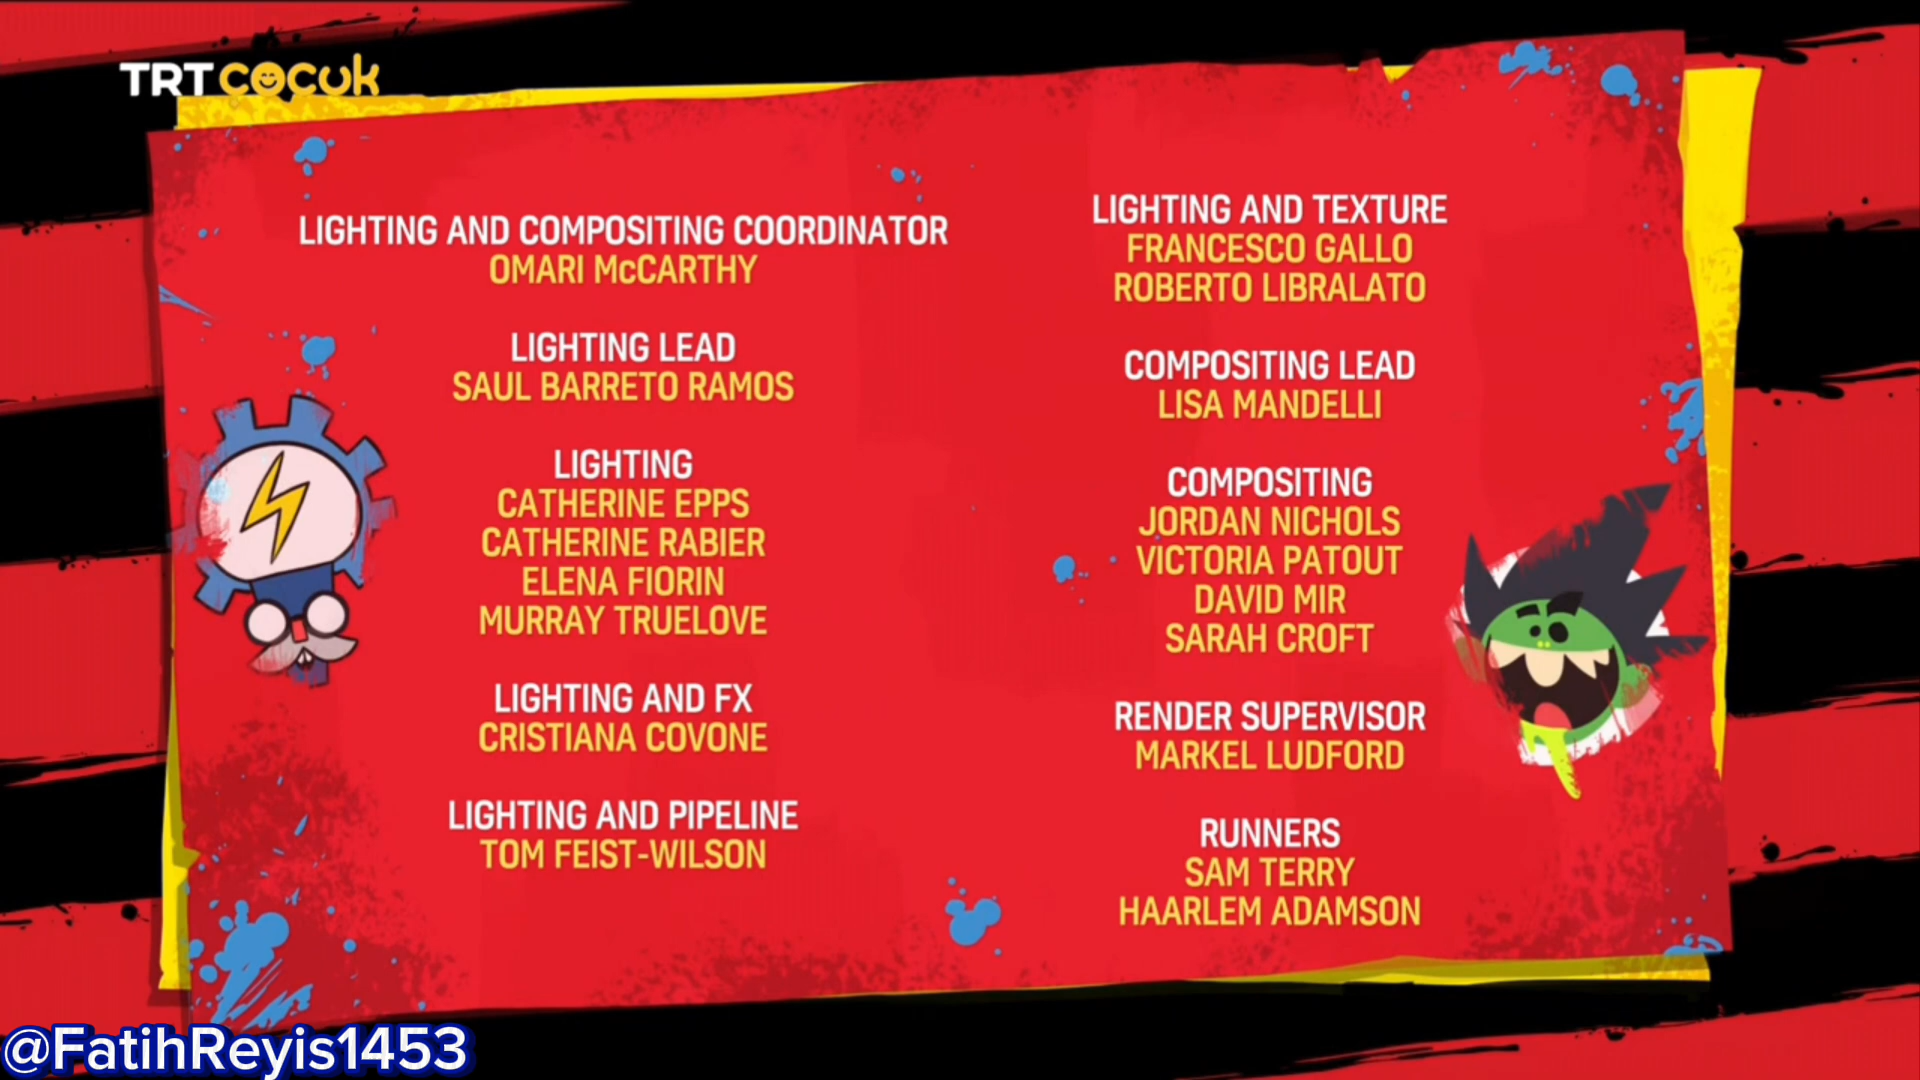 TRT ÇOCUK
LIGHTING AND COMPOSITING COORDINATOR
OMARI McCARTHY
LIGHTING LEAD
SAUL BARRETO RAMOS
LIGHTING
CATHERINE EPPS
CATHERINE RABIER
ELENA FIORIN
MURRAY TRUELOVE
LIGHTING AND FX
CRISTIANA COVONE
LIGHTING AND PIPELINE
TOM FEIST-WILSON
LIGHTING AND TEXTURE
FRANCESCO GALLO
ROBERTO LIBRALATO
COMPOSITING LEAD
LISA MANDELLI
COMPOSITING
JORDAN NICHOLS
VICTORIA PATOUT
DAVID MIR
SARAH CROFT
RENDER SUPERVISOR
MARKEL LUDFORD
RUNNERS
SAM TERRY
HAARLEM ADAMSON
@FatihReyis1453